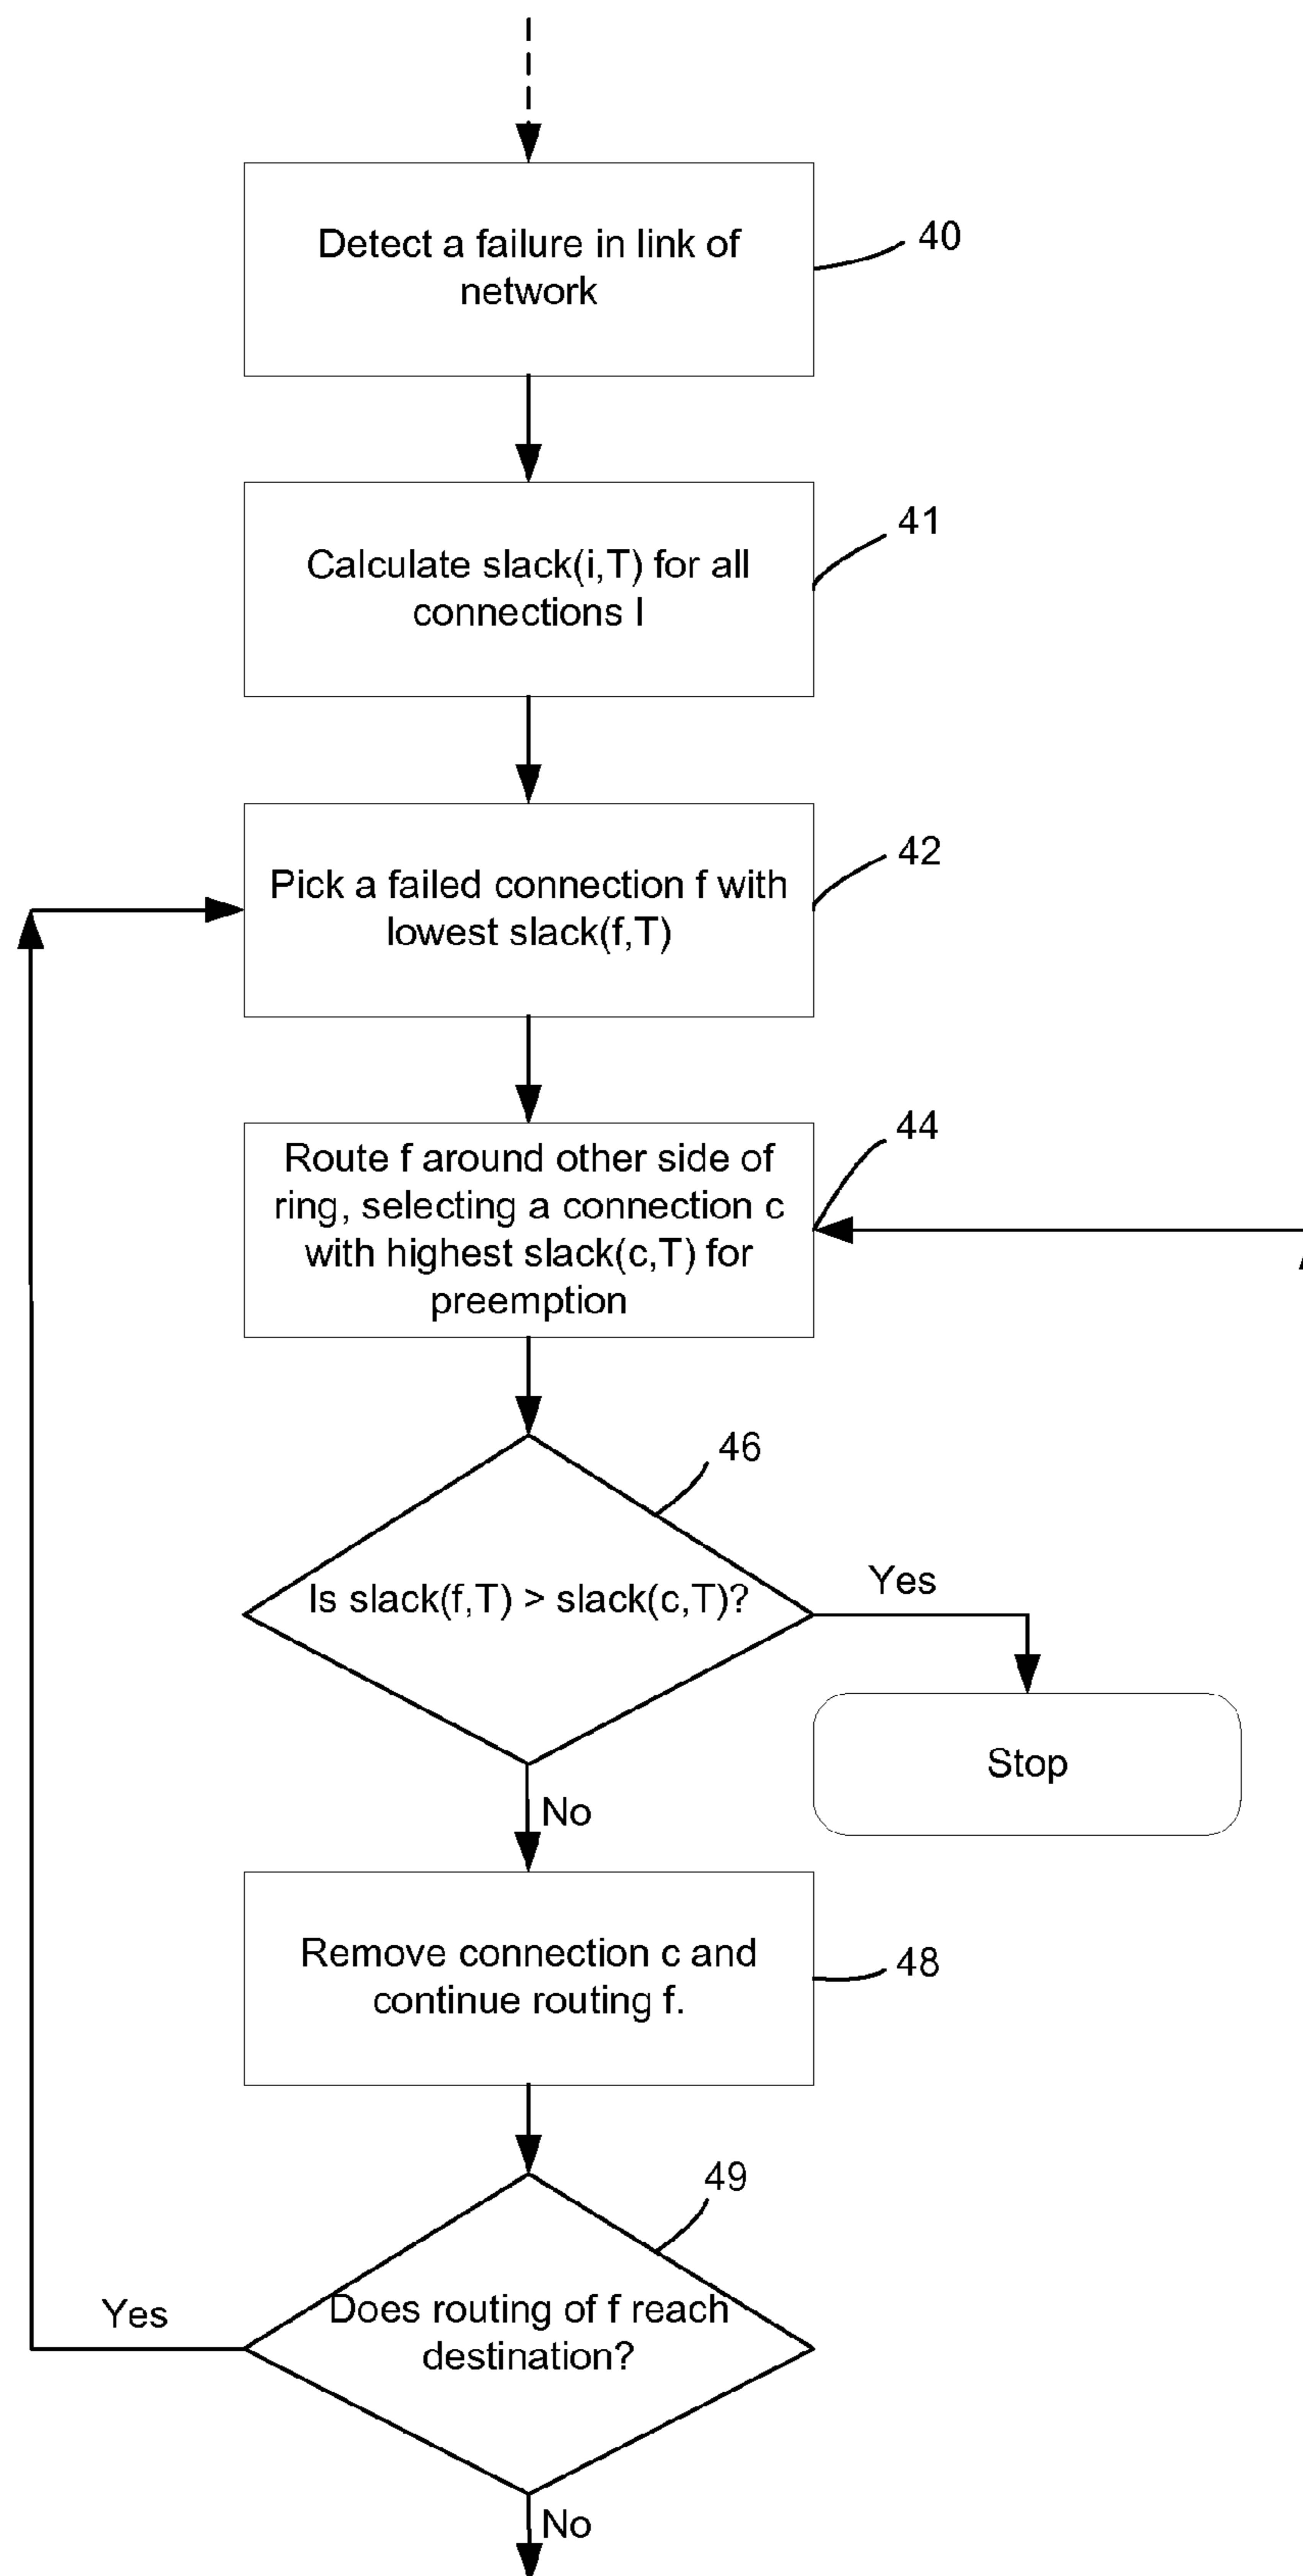 Detect a failure in link of
network
40
Calculate slack(i,T) for all
connections I
41
Pick a failed connection f with
lowest slack(f,T)
42
Route f around other side of
ring, selecting a connection c
with highest slack(c,T) for
preemption
44
Is slack(f,T) > slack(c,T)?
46
Yes
Stop
No
Remove connection c and
continue routing f.
48
Does routing of f reach
destination?
49
Yes
No